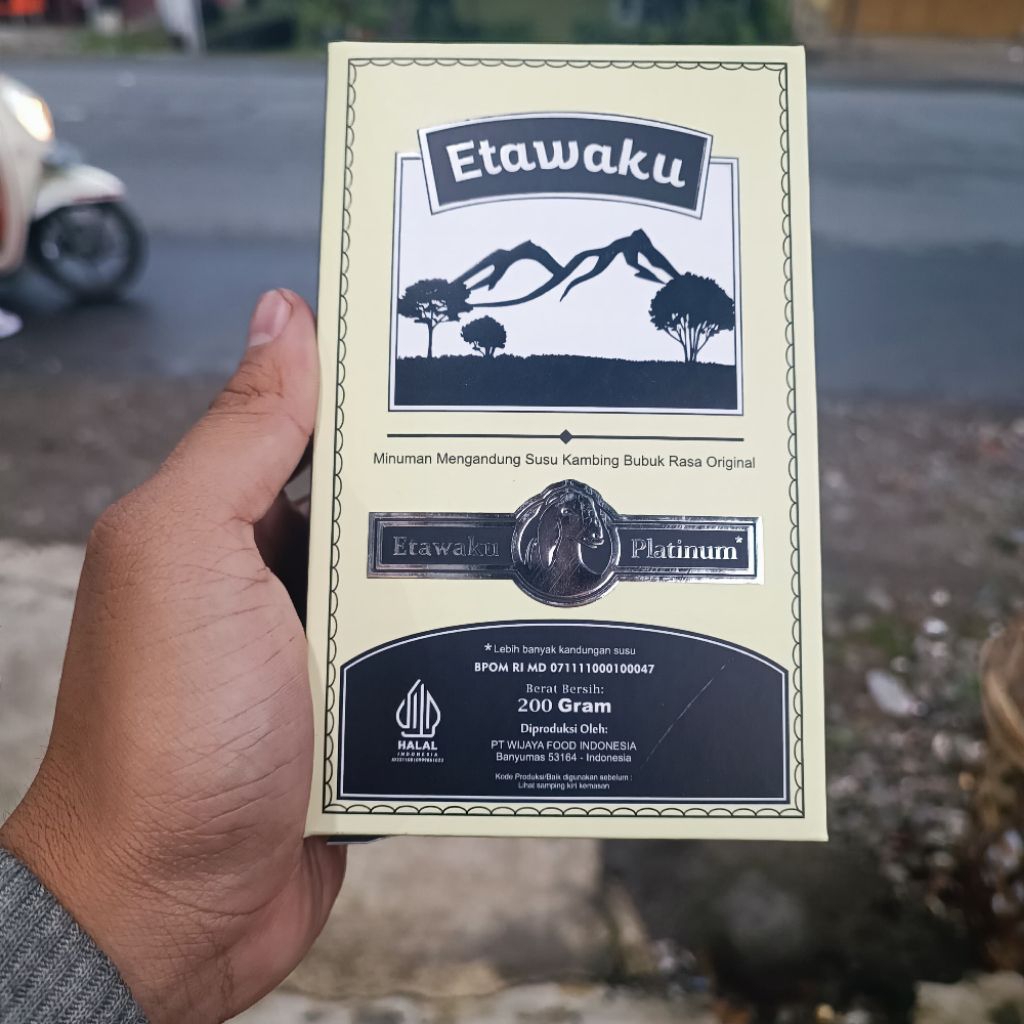 Etawaku
Minuman Mengandung Susu Kambing Bubuk Rasa Original
Etawaku Platinum*
*Lebih banyak kandungan susu
BPOM RI MD 071111000100047
Berat Bersih:
200 Gram
Diproduksi Oleh:
PT WIJAYA FOOD INDONESIA
Banyumas 53164 - Indonesia
HALAL
INDONESIA
Kode Produksi/Baik digunakan sebelum :
Lihat samping kiri kemasan